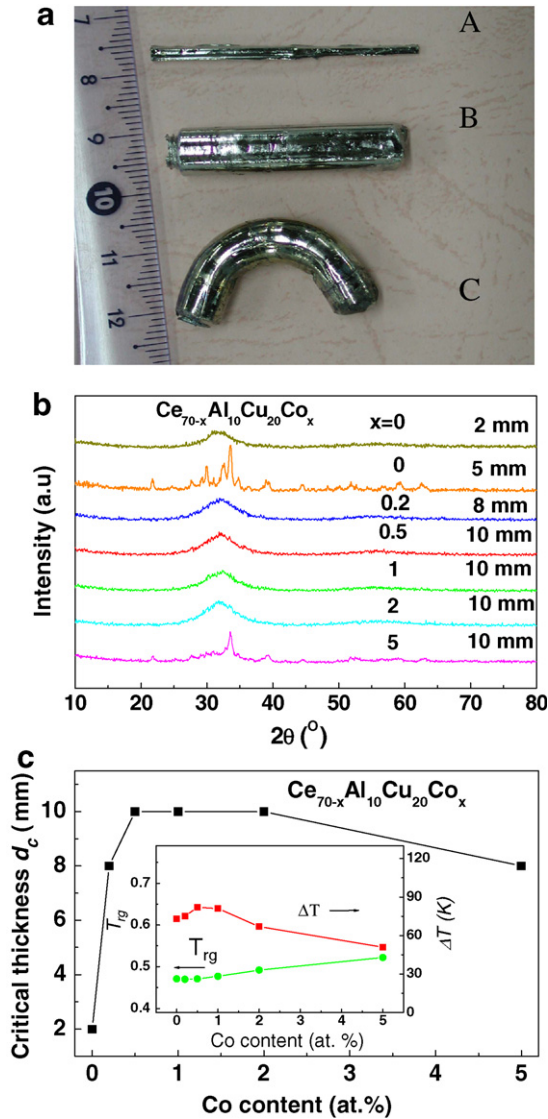 a
7
8
9
10
11
12
A
B
C
b
Ce70-xAl10Cu20Cox
x=0 2 mm
0 5 mm
0.2 8 mm
0.5 10 mm
1 10 mm
2 10 mm
5 10 mm
Intensity (a.u)
10 20 30 40 50 60 70 80
2θ (O)
c
Ce70-xAl10Cu20Cox
Critical thickness dc (mm)
10
8
6
4
2
0 1 2 3 4 5
Co content (at.%)
Trg
0.7
0.6
0.5
0.4
ΔT
Trg
120
90
60
30
0
ΔT (K)
0 1 2 3 4 5
Co content (at. %)